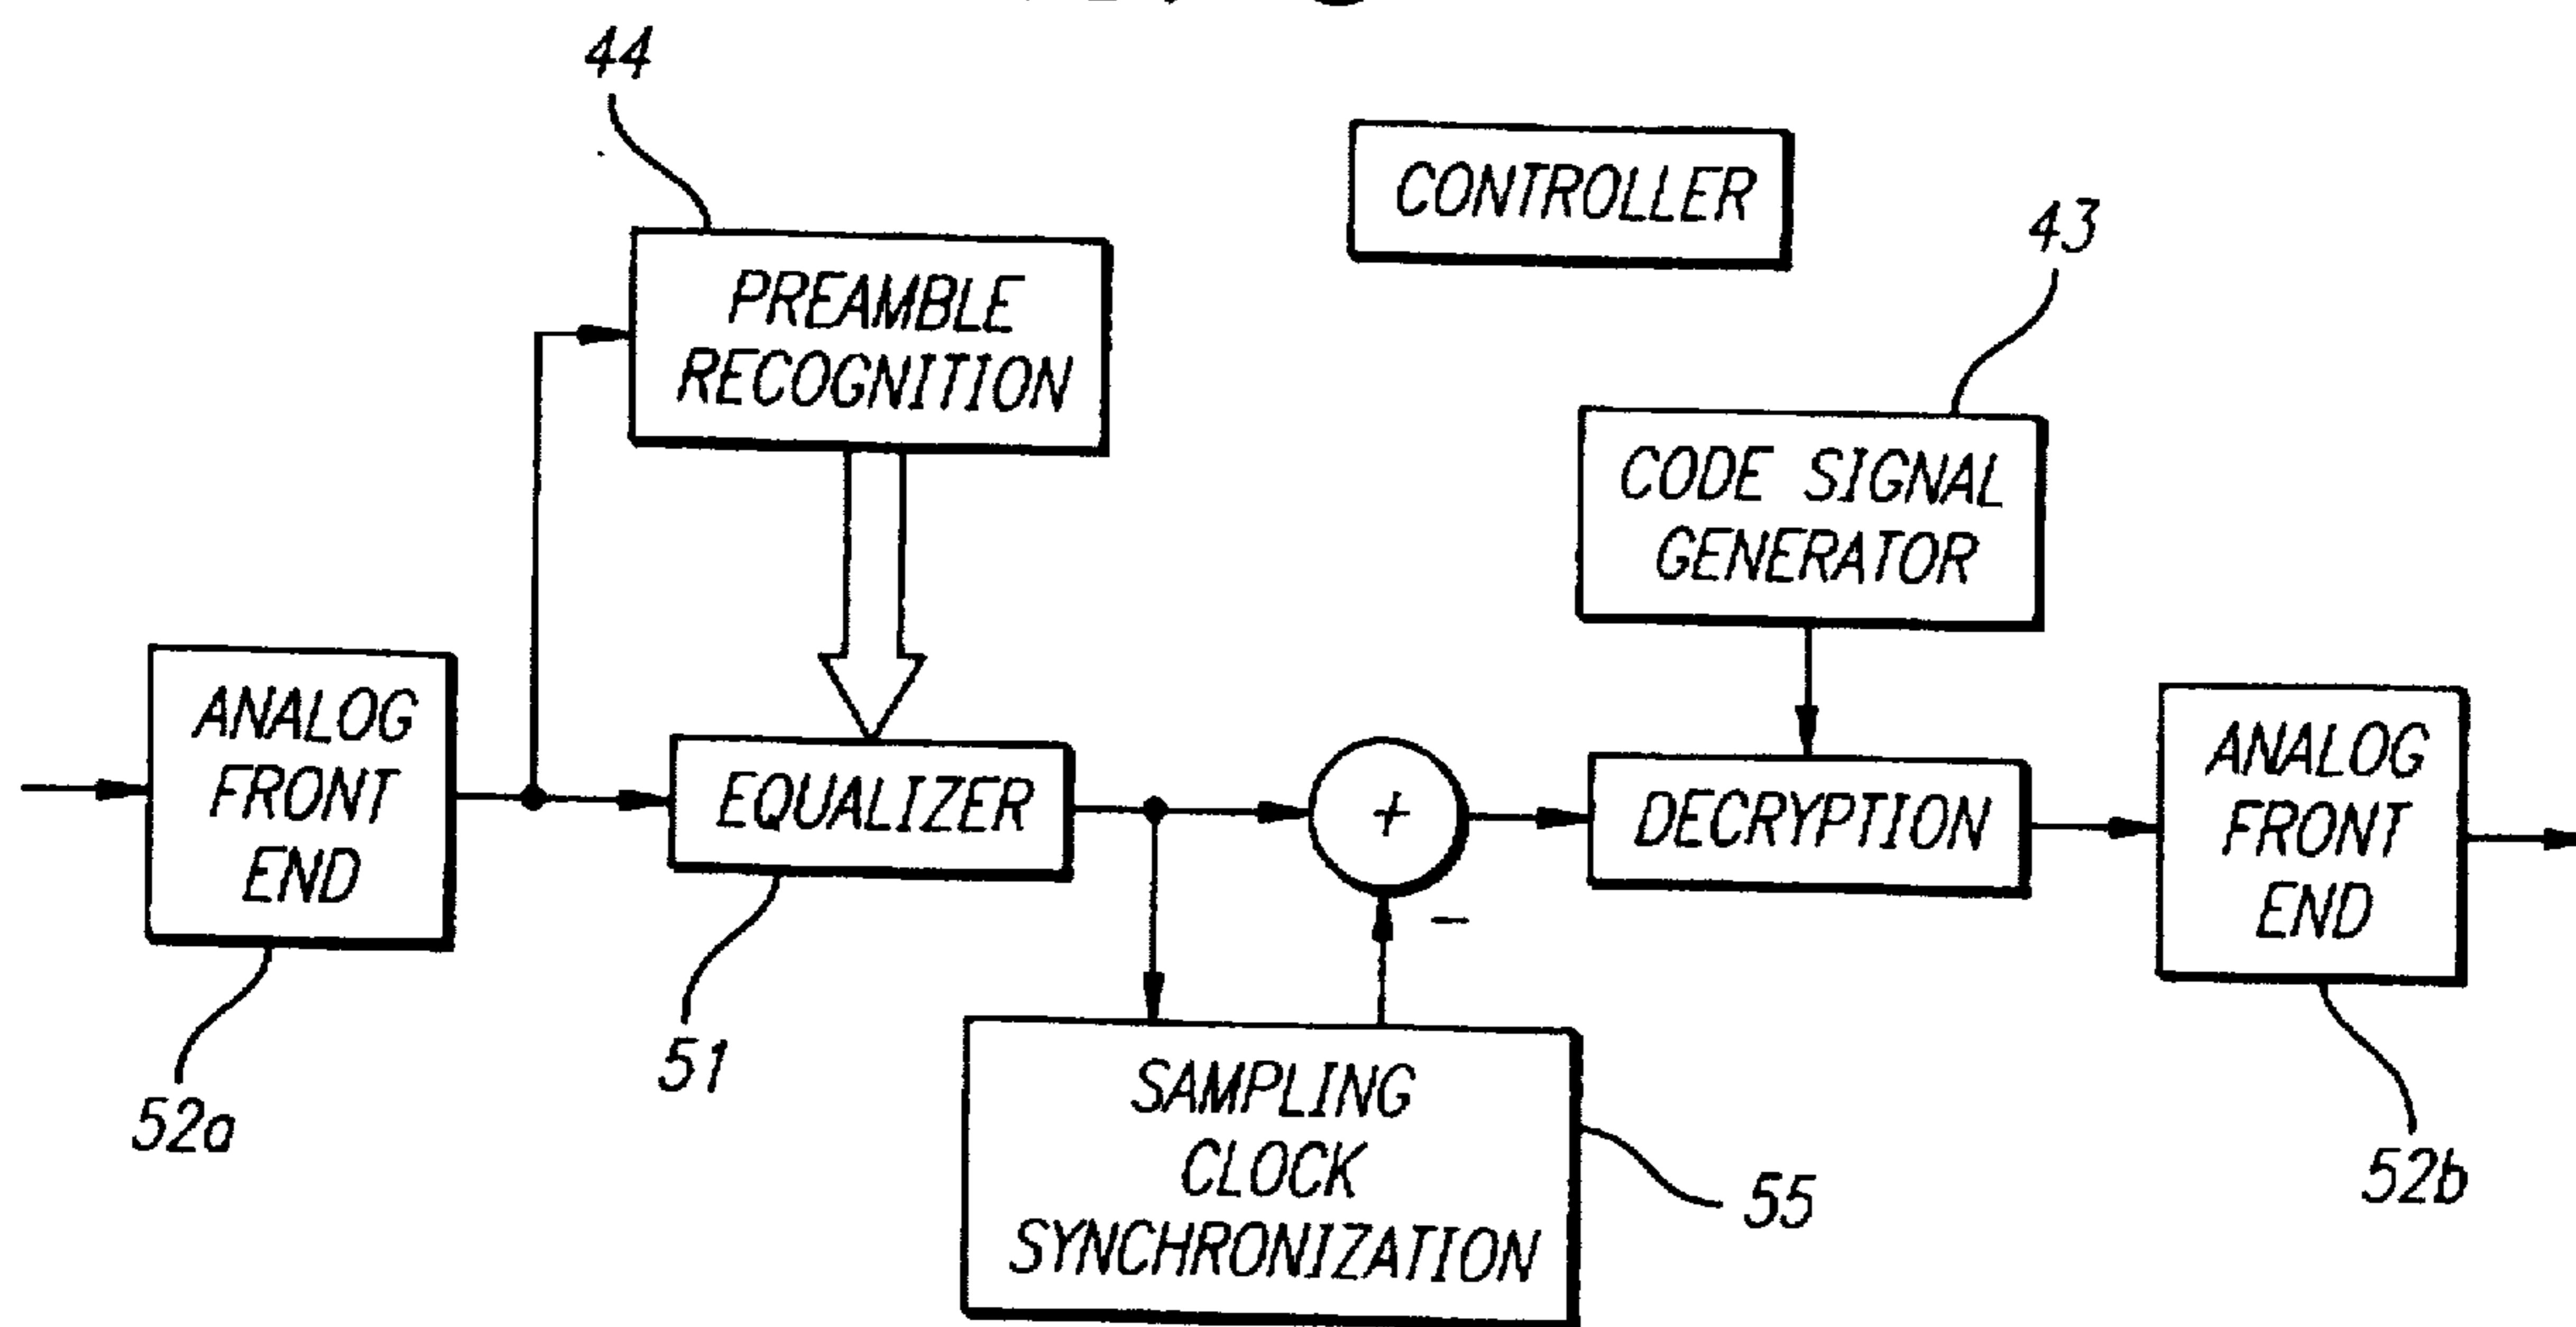 44
CONTROLLER
43
PREAMBLE
RECOGNITION
CODE SIGNAL
GENERATOR
ANALOG
FRONT
END
EQUALIZER
+
DECRYPTION
ANALOG
FRONT
END
−
51
52a
SAMPLING
CLOCK
SYNCHRONIZATION
55
52b